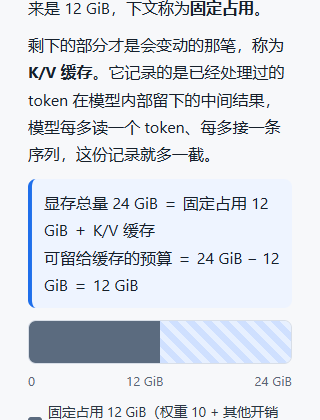 来是 12 GiB，下文称为固定占用。
剩下的部分才是会变动的那笔，称为
K/V 缓存。它记录的是已经处理过的
token 在模型内部留下的中间结果，
模型每多读一个 token、每多接一条
序列，这份记录就多一截。
显存总量 24 GiB ＝ 固定占用 12
GiB ＋ K/V 缓存
可留给缓存的预算 ＝ 24 GiB − 12
GiB ＝ 12 GiB
0 12 GiB 24 GiB
固定占用 12 GiB（权重 10 + 其他开销